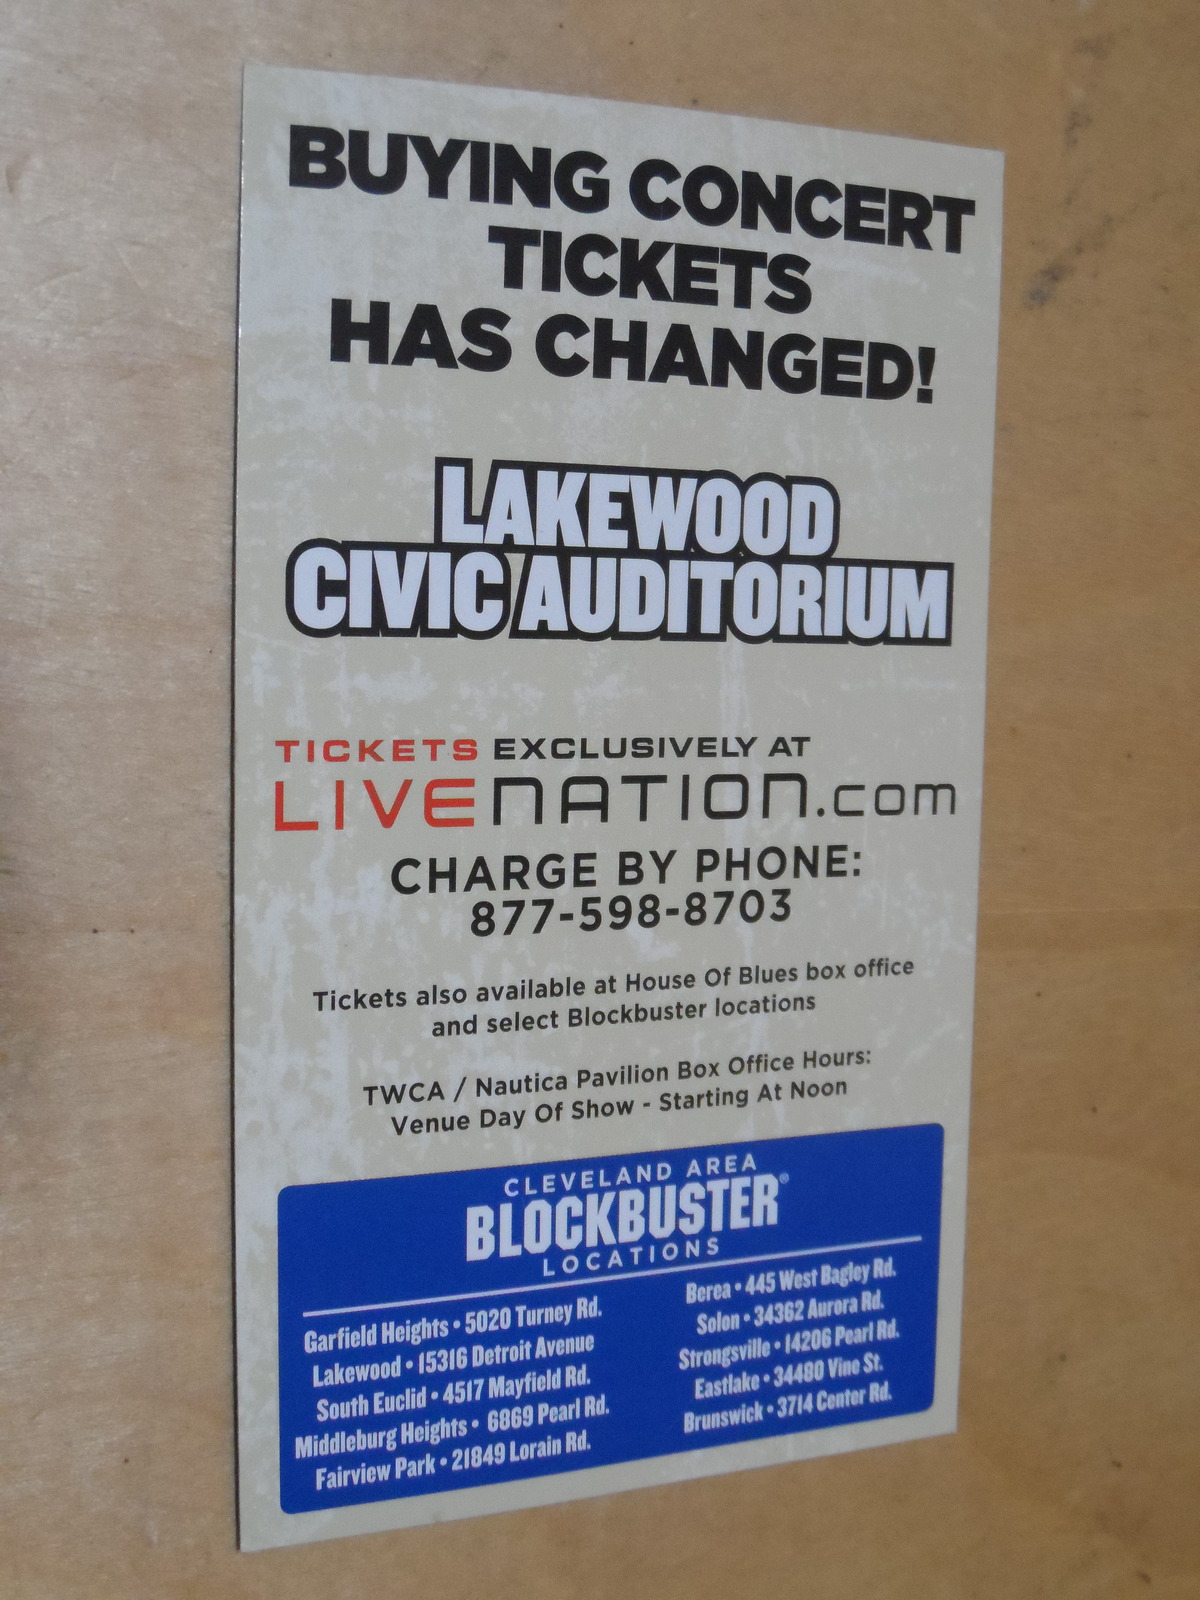 BUYING CONCERT
TICKETS
HAS CHANGED!
LAKEWOOD
CIVIC AUDITORIUM
TICKETS EXCLUSIVELY AT
LIVENATION.com
CHARGE BY PHONE:
877-598-8703
Tickets also available at House Of Blues box office
and select Blockbuster locations
TWCA / Nautica Pavilion Box Office Hours:
Venue Day Of Show - Starting At Noon
CLEVELAND AREA
BLOCKBUSTER®
LOCATIONS
Garfield Heights • 5020 Turney Rd.
Lakewood • 15316 Detroit Avenue
South Euclid • 4517 Mayfield Rd.
Middleburg Heights • 6869 Pearl Rd.
Fairview Park • 21849 Lorain Rd.
Berea • 445 West Bagley Rd.
Solon • 34362 Aurora Rd.
Strongsville • 14206 Pearl Rd.
Eastlake • 34480 Vine St.
Brunswick • 3714 Center Rd.